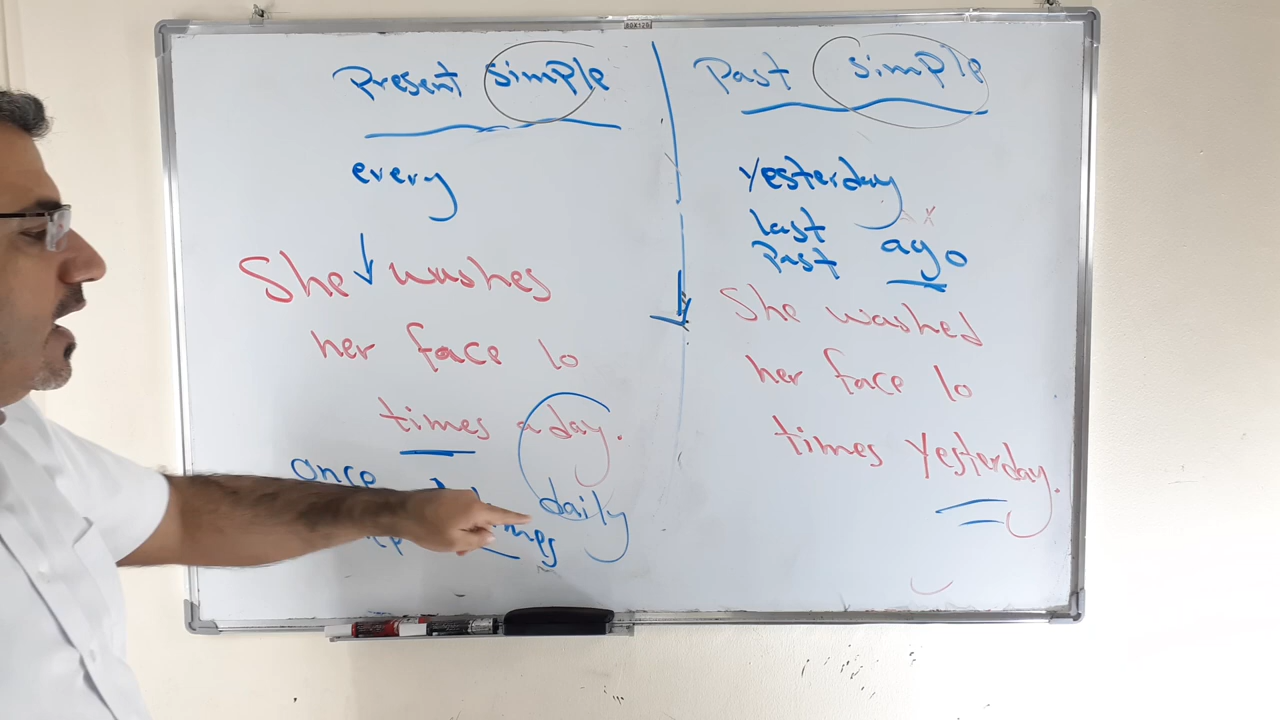 Present simple
every
She washes
her face 10
times a day.
once
daily
times
Past simple
yesterday
last
Past ago
She washed
her face 10
times yesterday.